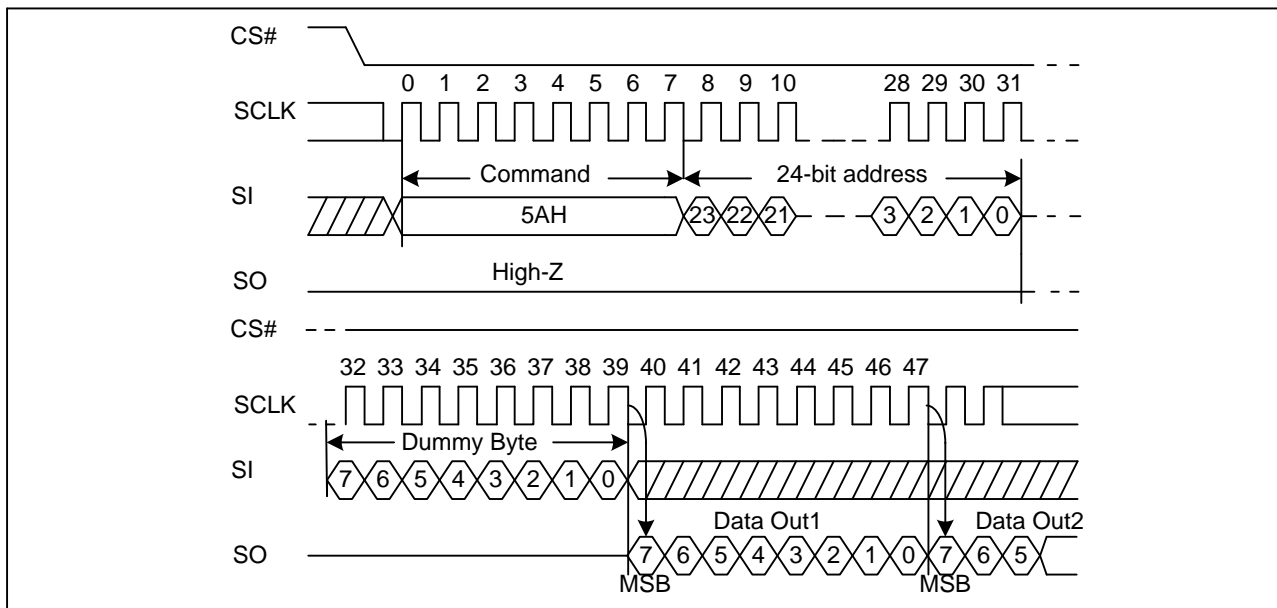 CS#
0 1 2 3 4 5 6 7 8 9 10 28 29 30 31
SCLK
Command 24-bit address
SI
5AH 23 22 21 3 2 1 0
High-Z
SO
CS#
32 33 34 35 36 37 38 39 40 41 42 43 44 45 46 47
SCLK
Dummy Byte
SI
7 6 5 4 3 2 1 0
Data Out1 Data Out2
SO
7 6 5 4 3 2 1 0 7 6 5
MSB MSB